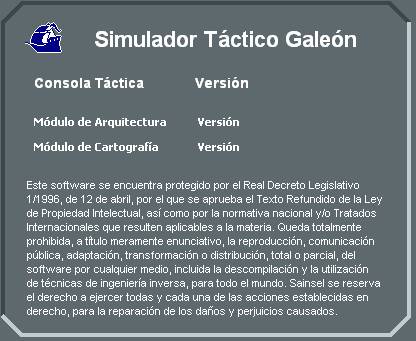 Simulador Táctico Galeón
Consola Táctica Versión
Módulo de Arquitectura Versión
Módulo de Cartografía Versión
Este software se encuentra protegido por el Real Decreto Legislativo
1/1996, de 12 de abril, por el que se aprueba el Texto Refundido de la Ley
de Propiedad Intelectual, así como por la normativa nacional y/o Tratados
Internacionales que resulten aplicables a la materia. Queda totalmente
prohibida, a título meramente enunciativo, la reproducción, comunicación
pública, adaptación, transformación o distribución, total o parcial, del
software por cualquier medio, incluida la descompilación y la utilización
de técnicas de ingeniería inversa, para todo el mundo. Sainsel se reserva
el derecho a ejercer todas y cada una de las acciones establecidas en
derecho, para la reparación de los daños y perjuicios causados.